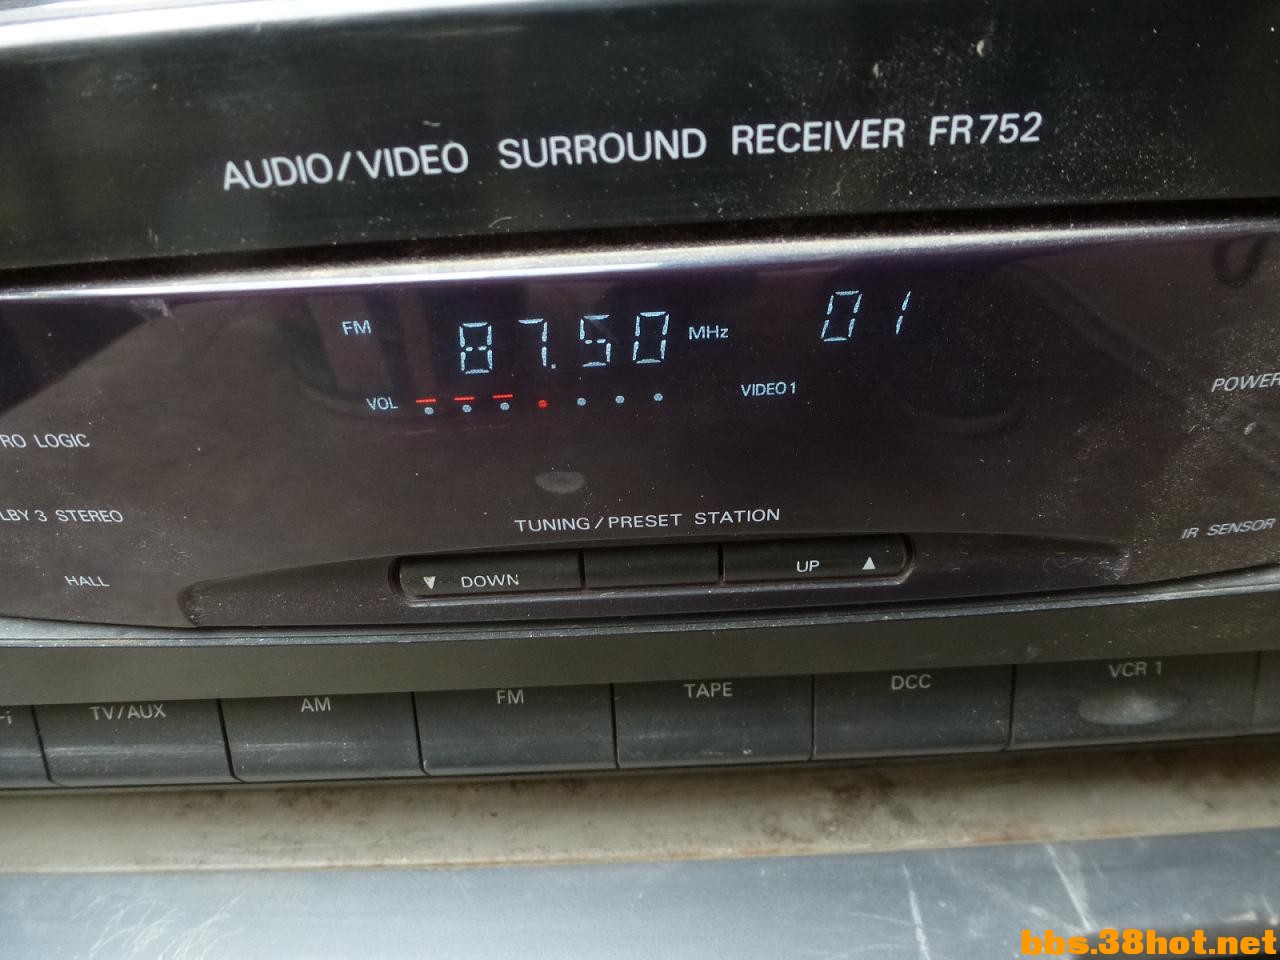 AUDIO/VIDEO SURROUND RECEIVER FR752
FM 87.50 MHz 01
VOL VIDEO 1
POWER
RO LOGIC
LBY 3 STEREO
TUNING/PRESET STATION
IR SENSOR
HALL
▼ DOWN UP ▲
TV/AUX AM FM TAPE DCC VCR 1
bbs.38hot.net